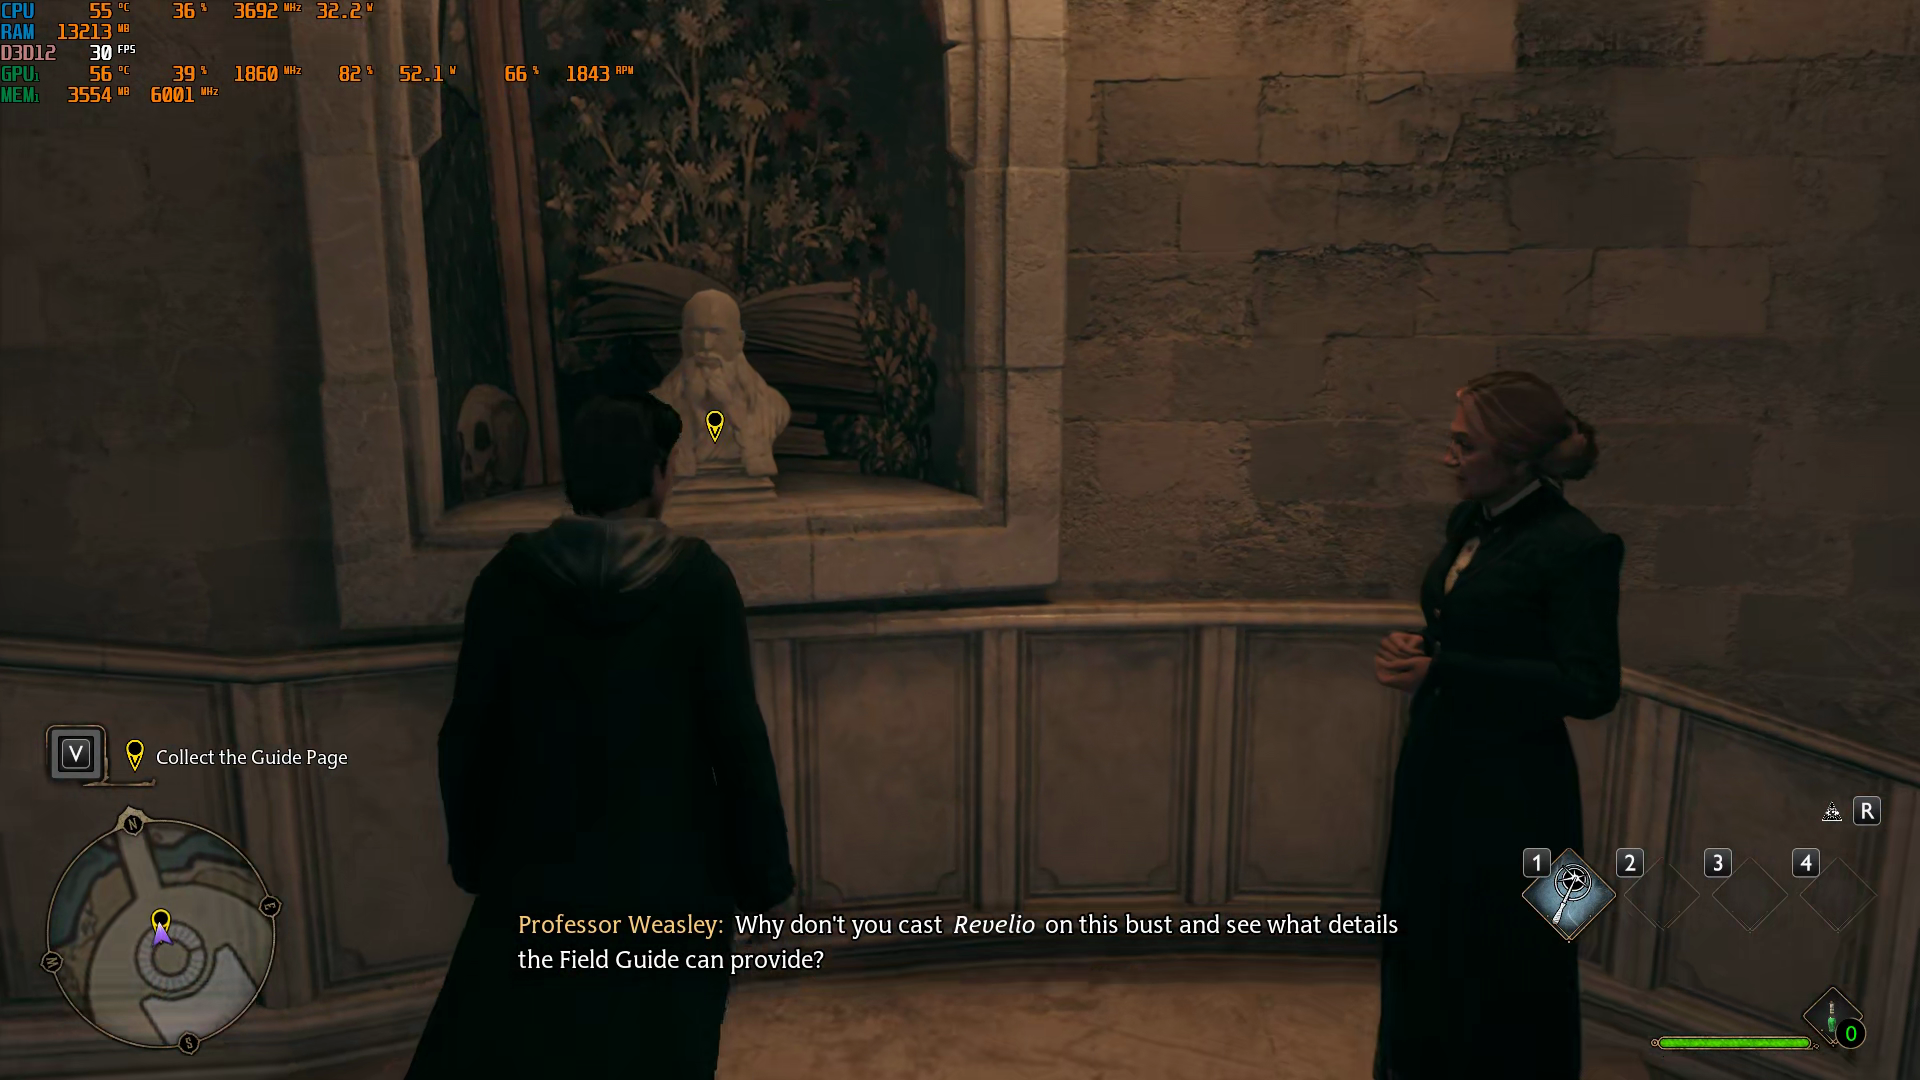 CPU 55 °C 36 % 3692 MHz 32.2 W
RAM 13213 MB
D3D12 30 FPS
GPU1 56 °C 39 % 1860 MHz 82 % 52.1 W 66 % 1843 RPM
MEM1 3554 MB 6001 MHz
V Collect the Guide Page
N
E
W
S
R
1 2 3 4
Professor Weasley: Why don't you cast Revelio on this bust and see what details
the Field Guide can provide?
0